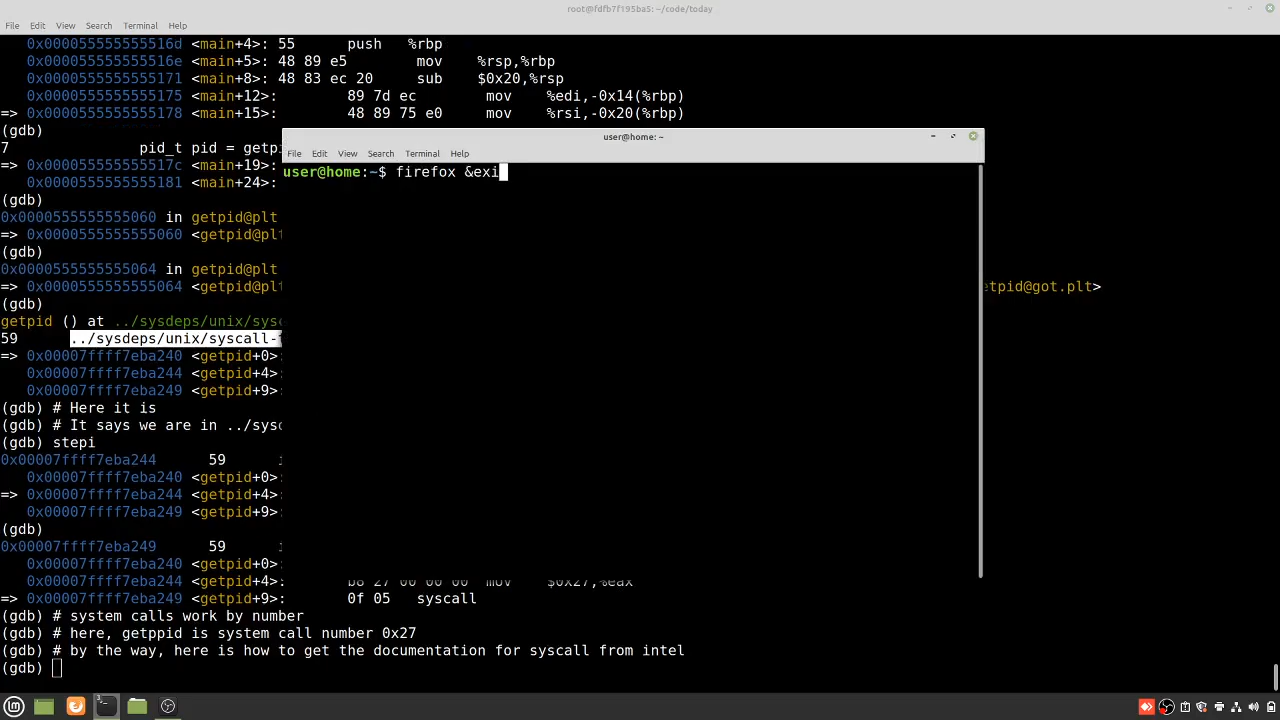 root@fdfb7f195ba5: ~/code/today
File Edit View Search Terminal Help
0x000055555555516d <main+4>: 55 push %rbp
0x000055555555516e <main+5>: 48 89 e5 mov %rsp,%rbp
0x0000555555555171 <main+8>: 48 83 ec 20 sub $0x20,%rsp
0x0000555555555175 <main+12>: 89 7d ec mov %edi,-0x14(%rbp)
=> 0x0000555555555178 <main+15>: 48 89 75 e0 mov %rsi,-0x20(%rbp)
(gdb)
7 pid_t pid = getpi
=> 0x000055555555517c <main+19>:
0x0000555555555181 <main+24>:
(gdb)
0x0000555555555060 in getpid@plt
=> 0x0000555555555060 <getpid@plt
(gdb)
0x0000555555555064 in getpid@plt
=> 0x0000555555555064 <getpid@plt etpid@got.plt>
(gdb)
getpid () at ../sysdeps/unix/sysc
59 ../sysdeps/unix/syscall-
=> 0x00007ffff7eba240 <getpid+0>:
0x00007ffff7eba244 <getpid+4>:
0x00007ffff7eba249 <getpid+9>:
(gdb) # Here it is
(gdb) # It says we are in ../sysd
(gdb) stepi
0x00007ffff7eba244 59 i
0x00007ffff7eba240 <getpid+0>:
=> 0x00007ffff7eba244 <getpid+4>:
0x00007ffff7eba249 <getpid+9>:
(gdb)
0x00007ffff7eba249 59 i
0x00007ffff7eba240 <getpid+0>:
0x00007ffff7eba244 <getpid+4>: b8 27 00 00 00 mov $0x27,%eax
=> 0x00007ffff7eba249 <getpid+9>: 0f 05 syscall
(gdb) # system calls work by number
(gdb) # here, getppid is system call number 0x27
(gdb) # by the way, here is how to get the documentation for syscall from intel
(gdb)
user@home: ~
File Edit View Search Terminal Help
user@home:~$ firefox &exi
3